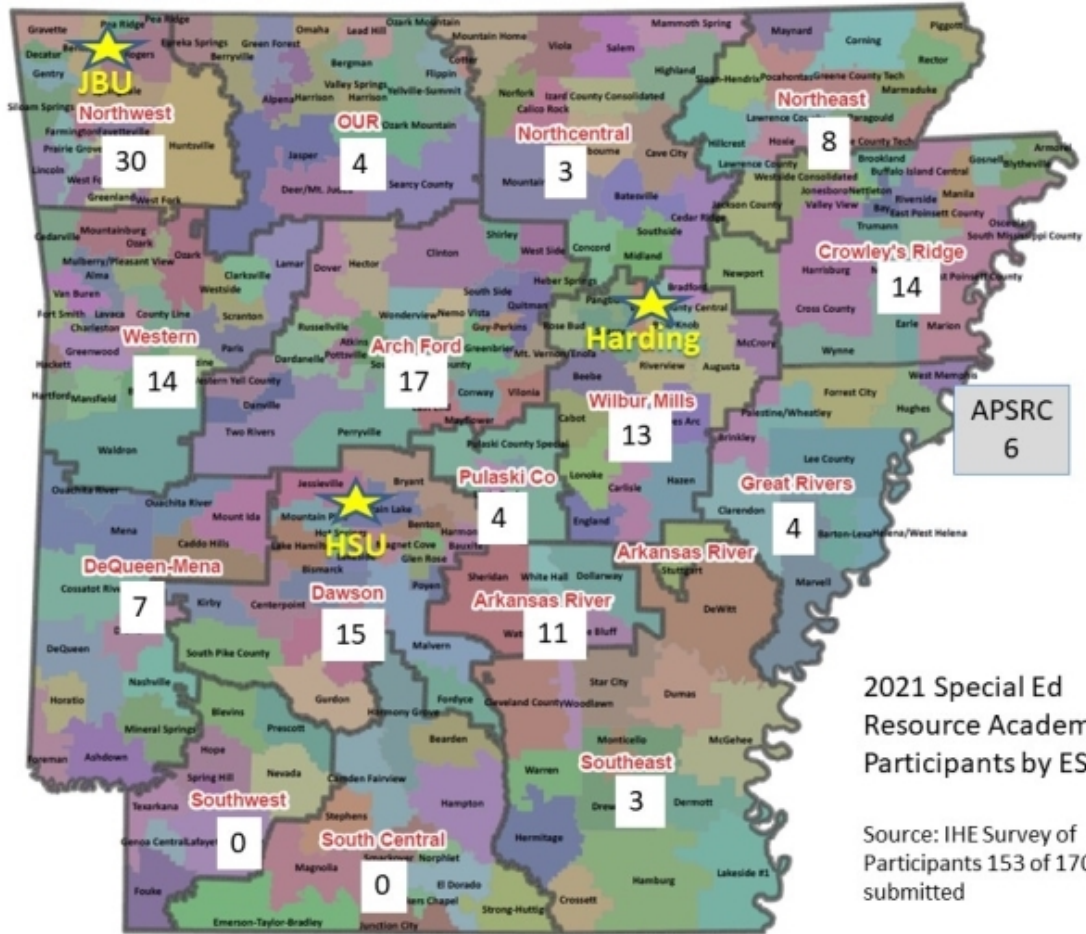 Gravette
Pea Ridge
Pea Ridge
Eureka Springs
Omaha
Lead Hill
Ozark Mountain
Mountain Home
Mammoth Spring
Maynard
Corning
Piggott
Decatur
Rogers
Berryville
Green Forest
Bergman
Cotter
Viola
Salem
Rector
JBU
Gentry
Valley Springs
Flippin
Highland
Sloan-Hendrix
Pocahontas
Greene County Tech
Siloam Springs
Northwest
30
Alpena
Harrison
Harrison
Yellville-Summit
Norfork
Izard County Consolidated
Calico Rock
Marmaduke
Northeast
8
OUR
4
Ozark Mountain
Northcentral
3
Paragould
Farmington
Fayetteville
Prairie Grove
Huntsville
Jasper
Cave City
Hillcrest
Hoxie
Lawrence County
Brookland
Gosnell
Armorel
Blytheville
Lincoln
Greenland
West Fork
Deer/Mt. Judea
Searcy County
Mountain
Batesville
Westside Consolidated
Buffalo Island Central
Jonesboro
Nettleton
Manila
Jackson County
Valley View
Bay
Riverside
East Poinsett County
Cedarville
Mountainburg
Ozark
Ozark
Shirley
Cedar Ridge
Southside
Trumann
South Mississippi County
Mulberry/Pleasant View
Lamar
Dover
Hector
Clinton
West Side
Concord
Midland
Crowley's Ridge
14
Alma
Clarksville
Heber Springs
Newport
Harrisburg
Van Buren
Westside
South Side
Bradford
Cross County
Fort Smith
Lavaca
County Line
Scranton
Wonderview
Nemo Vista
Quitman
Charleston
Russellville
Guy-Perkins
Rose Bud
Harding
McCrory
Earle
Marion
Greenwood
Western
14
Paris
Atkins
Pottsville
Dardanelle
Arch Ford
17
Greenbrier
Mt. Vernon/Enola
Riverview
Augusta
Wynne
Hackett
Hartford
Mansfield
Danville
Conway
Vilonia
Mayflower
Beebe
Wilbur Mills
13
West Memphis
Forrest City
Hughes
APSRC
6
Two Rivers
Perryville
Cabot
Palestine/Wheatley
Brinkley
Waldron
Pulaski County Special
Lee County
Ouachita River
Ouachita River
Jessieville
Bryant
Pulaski Co
4
Lonoke
Carlisle
Hazen
Great Rivers
4
Mena
Mount Ida
Benton
England
Clarendon
Caddo Hills
HSU
Bauxite
Glen Rose
Arkansas River
Stuttgart
DeQueen-Mena
7
Bismarck
Poyen
Sheridan
White Hall
Dollarway
Marvell
Kirby
Centerpoint
Dawson
15
Arkansas River
11
DeWitt
DeQueen
South Pike County
Malvern
Star City
Nashville
Gurdon
Fordyce
Cleveland County
Woodlawn
Dumas
Horatio
Blevins
Harmony Grove
Mineral Springs
Prescott
Bearden
Monticello
McGehee
Foreman
Ashdown
Hope
Warren
Southeast
3
Spring Hill
Nevada
Camden Fairview
Texarkana
Southwest
0
Stephens
Hampton
Dermott
Hermitage
Genoa Central
South Central
0
Norphlet
Magnolia
El Dorado
Hamburg
Lakeside #1
Fouke
Strong-Huttig
Crossett
Emerson-Taylor-Bradley
Junction City
2021 Special Ed
Resource Academ
Participants by ES
Source: IHE Survey of
Participants 153 of 170
submitted